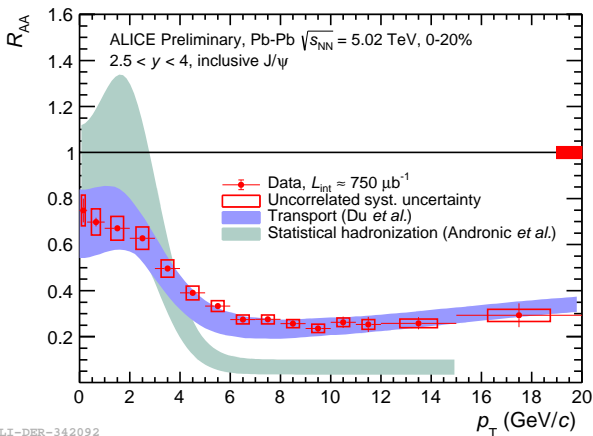 R_AA
1.6
1.4
1.2
1
0.8
0.6
0.4
0.2
ALICE Preliminary, Pb-Pb √s_NN = 5.02 TeV, 0-20%
2.5 < y < 4, inclusive J/ψ
Data, L_int ≈ 750 μb⁻¹
Uncorrelated syst. uncertainty
Transport (Du et al.)
Statistical hadronization (Andronic et al.)
0 2 4 6 8 10 12 14 16 18 20
p_T (GeV/c)
LI-DER-342092